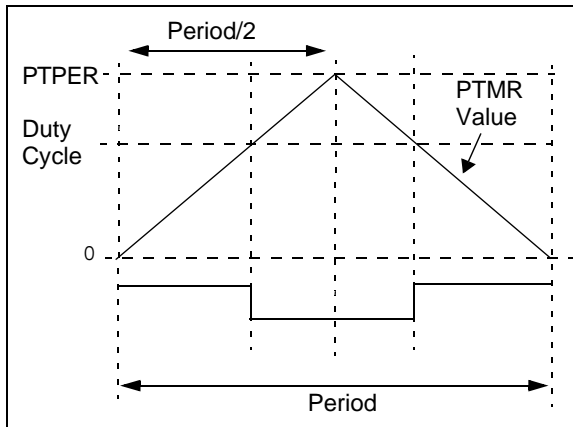 Period/2
PTPER
PTMR
Value
Duty
Cycle
0
Period